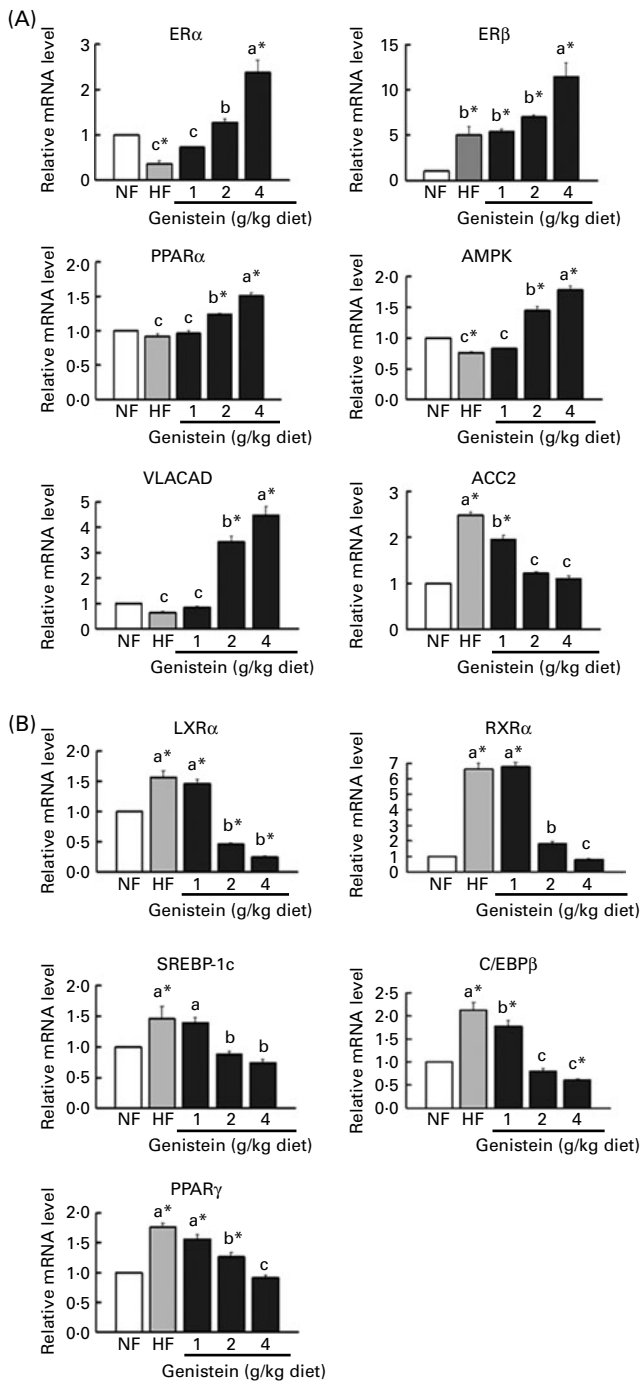 (A)
ERα
Relative mRNA level
3
2
1
0
c*
c
b
a*
NF HF 1 2 4
Genistein (g/kg diet)
ERβ
Relative mRNA level
15
10
5
0
b*
b*
b*
a*
NF HF 1 2 4
Genistein (g/kg diet)
PPARα
Relative mRNA level
2·0
1·5
1·0
0·5
0·0
c
c
b*
a*
NF HF 1 2 4
Genistein (g/kg diet)
AMPK
Relative mRNA level
2·0
1·5
1·0
0·5
0·0
c*
c
b*
a*
NF HF 1 2 4
Genistein (g/kg diet)
VLACAD
Relative mRNA level
5
4
3
2
1
0
c
c
b*
a*
NF HF 1 2 4
Genistein (g/kg diet)
ACC2
Relative mRNA level
3
2
1
0
a*
b*
c
c
NF HF 1 2 4
Genistein (g/kg diet)
(B)
LXRα
Relative mRNA level
2·0
1·5
1·0
0·5
0·0
a*
a*
b*
b*
NF HF 1 2 4
Genistein (g/kg diet)
RXRα
Relative mRNA level
7
6
5
4
3
2
1
0
a*
a*
b
c
NF HF 1 2 4
Genistein (g/kg diet)
SREBP-1c
Relative mRNA level
2·0
1·5
1·0
0·5
0·0
a*
a
b
b
NF HF 1 2 4
Genistein (g/kg diet)
C/EBPβ
Relative mRNA level
2·5
2·0
1·5
1·0
0·5
0·0
a*
b*
c
c*
NF HF 1 2 4
Genistein (g/kg diet)
PPARγ
Relative mRNA level
2·0
1·5
1·0
0·5
0·0
a*
a*
b*
c
NF HF 1 2 4
Genistein (g/kg diet)